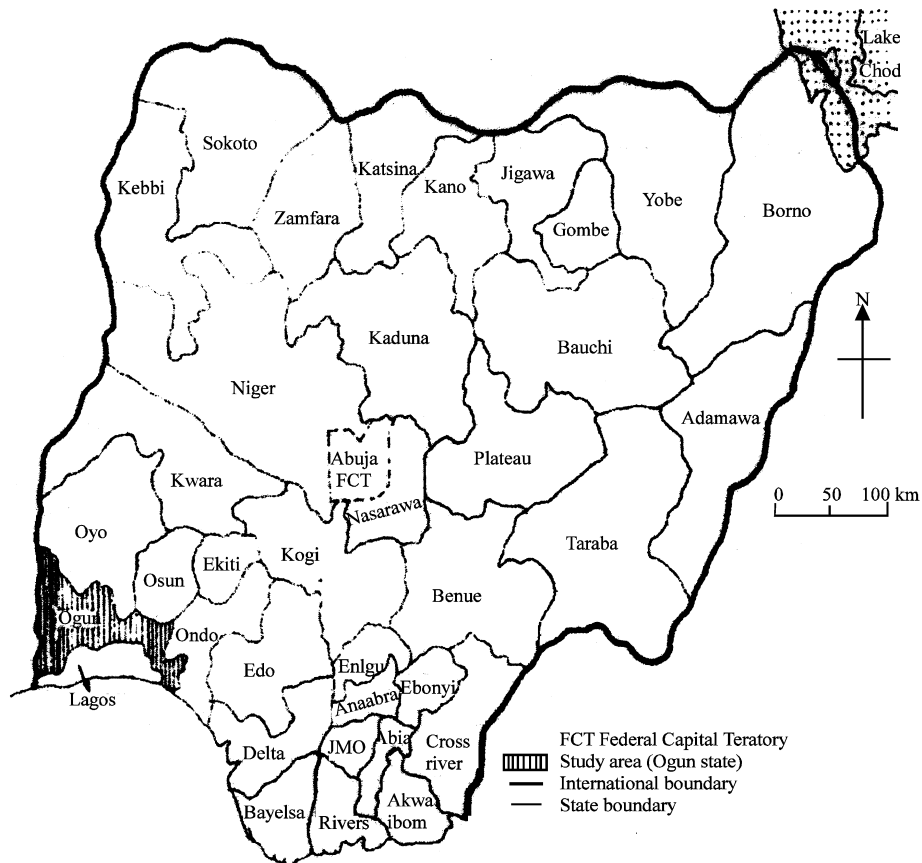 Lake
Chod
Sokoto
Katsina
Kebbi
Kano
Jigawa
Yobe
Borno
Zamfara
Gombe
N
Kaduna
Bauchi
Niger
Adamawa
Abuja
FCT
Plateau
Kwara
Nasarawa
0 50 100 km
Oyo
Taraba
Osun
Ekiti
Kogi
Benue
Ogun
Ondo
Edo
Enlgu
Ebonyi
Anaabra
Lagos
Delta
JMO
Abia
Cross
river
Bayelsa
Rivers
Akwa
ibom
FCT Federal Capital Teratory
Study area (Ogun state)
International boundary
State boundary